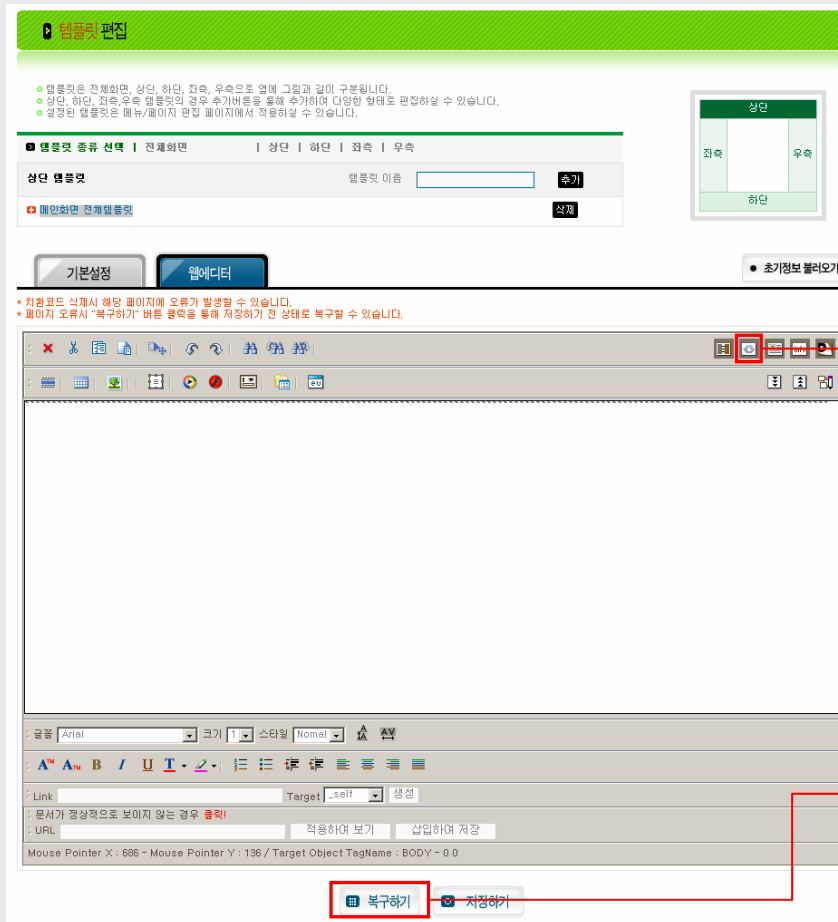 템플릿 편집
템플릿은 전체화면, 상단, 하단, 좌측, 우측으로 옆에 그림과 같이 구분됩니다.
상단, 하단, 좌측,우측 템플릿의 경우 추가버튼을 통해 추가하여 다양한 형태로 편집하실 수 있습니다.
설정된 템플릿은 메뉴/페이지 편집 페이지에서 적용하실 수 있습니다.
상단
좌측
우측
하단
템플릿 종류 선택 | 전체화면 | 상단 | 하단 | 좌측 | 우측
상단 템플릿 템플릿 이름 추가
메인화면 전체템플릿 삭제
기본설정 웹에디터 초기정보 불러오기
* 치환코드 삭제시 해당 페이지에 오류가 발생할 수 있습니다.
* 페이지 오류시 "복구하기" 버튼 클릭을 통해 저장하기 전 상태로 복구할 수 있습니다.
: 글꼴 Arial 크기 1 스타일 Nomal
: Link Target _self 생성
: 문서가 정상적으로 보이지 않는 경우 클릭!
: URL 적용하여 보기 삽입하여 저장
Mouse Pointer X : 686 - Mouse Pointer Y : 136 / Target Object TagName : BODY - 0 0
복구하기 저장하기